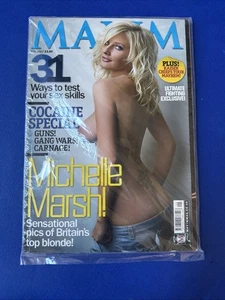 MAXIM
31
Ways to test
your sex skills
PLUS!
COCAINE
SPECIAL
GUNS!
GANG WARS!
CARNAGE!
ULTIMATE
FIGHTING
EXCLUSIVE!
Michelle
Marsh!
Sensational
pics of Britain's
top blonde!